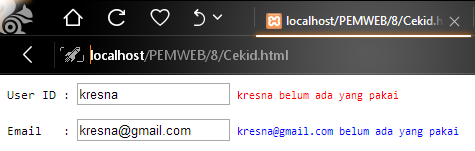 localhost/PEMWEB/8/Cekid.h
localhost/PEMWEB/8/Cekid.html
User ID : kresna kresna belum ada yang pakai
Email : kresna@gmail.com kresna@gmail.com belum ada yang pakai